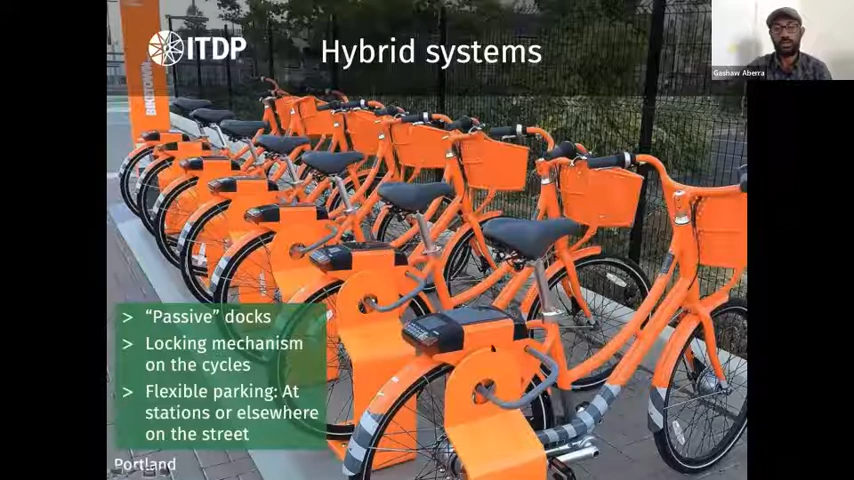 ITDP
Hybrid systems
Gashaw Aberra
BIKETOWN
> "Passive" docks
> Locking mechanism
on the cycles
> Flexible parking: At
stations or elsewhere
on the street
Portland